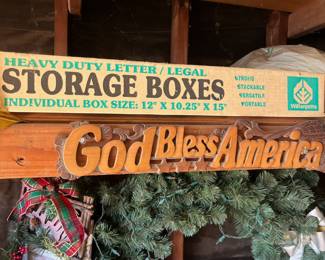 HEAVY DUTY LETTER / LEGAL
STORAGE BOXES
INDIVIDUAL BOX SIZE: 12" X 10.25" X 15"
STRONG
STACKABLE
VERSATILE
PORTABLE
God Bless America